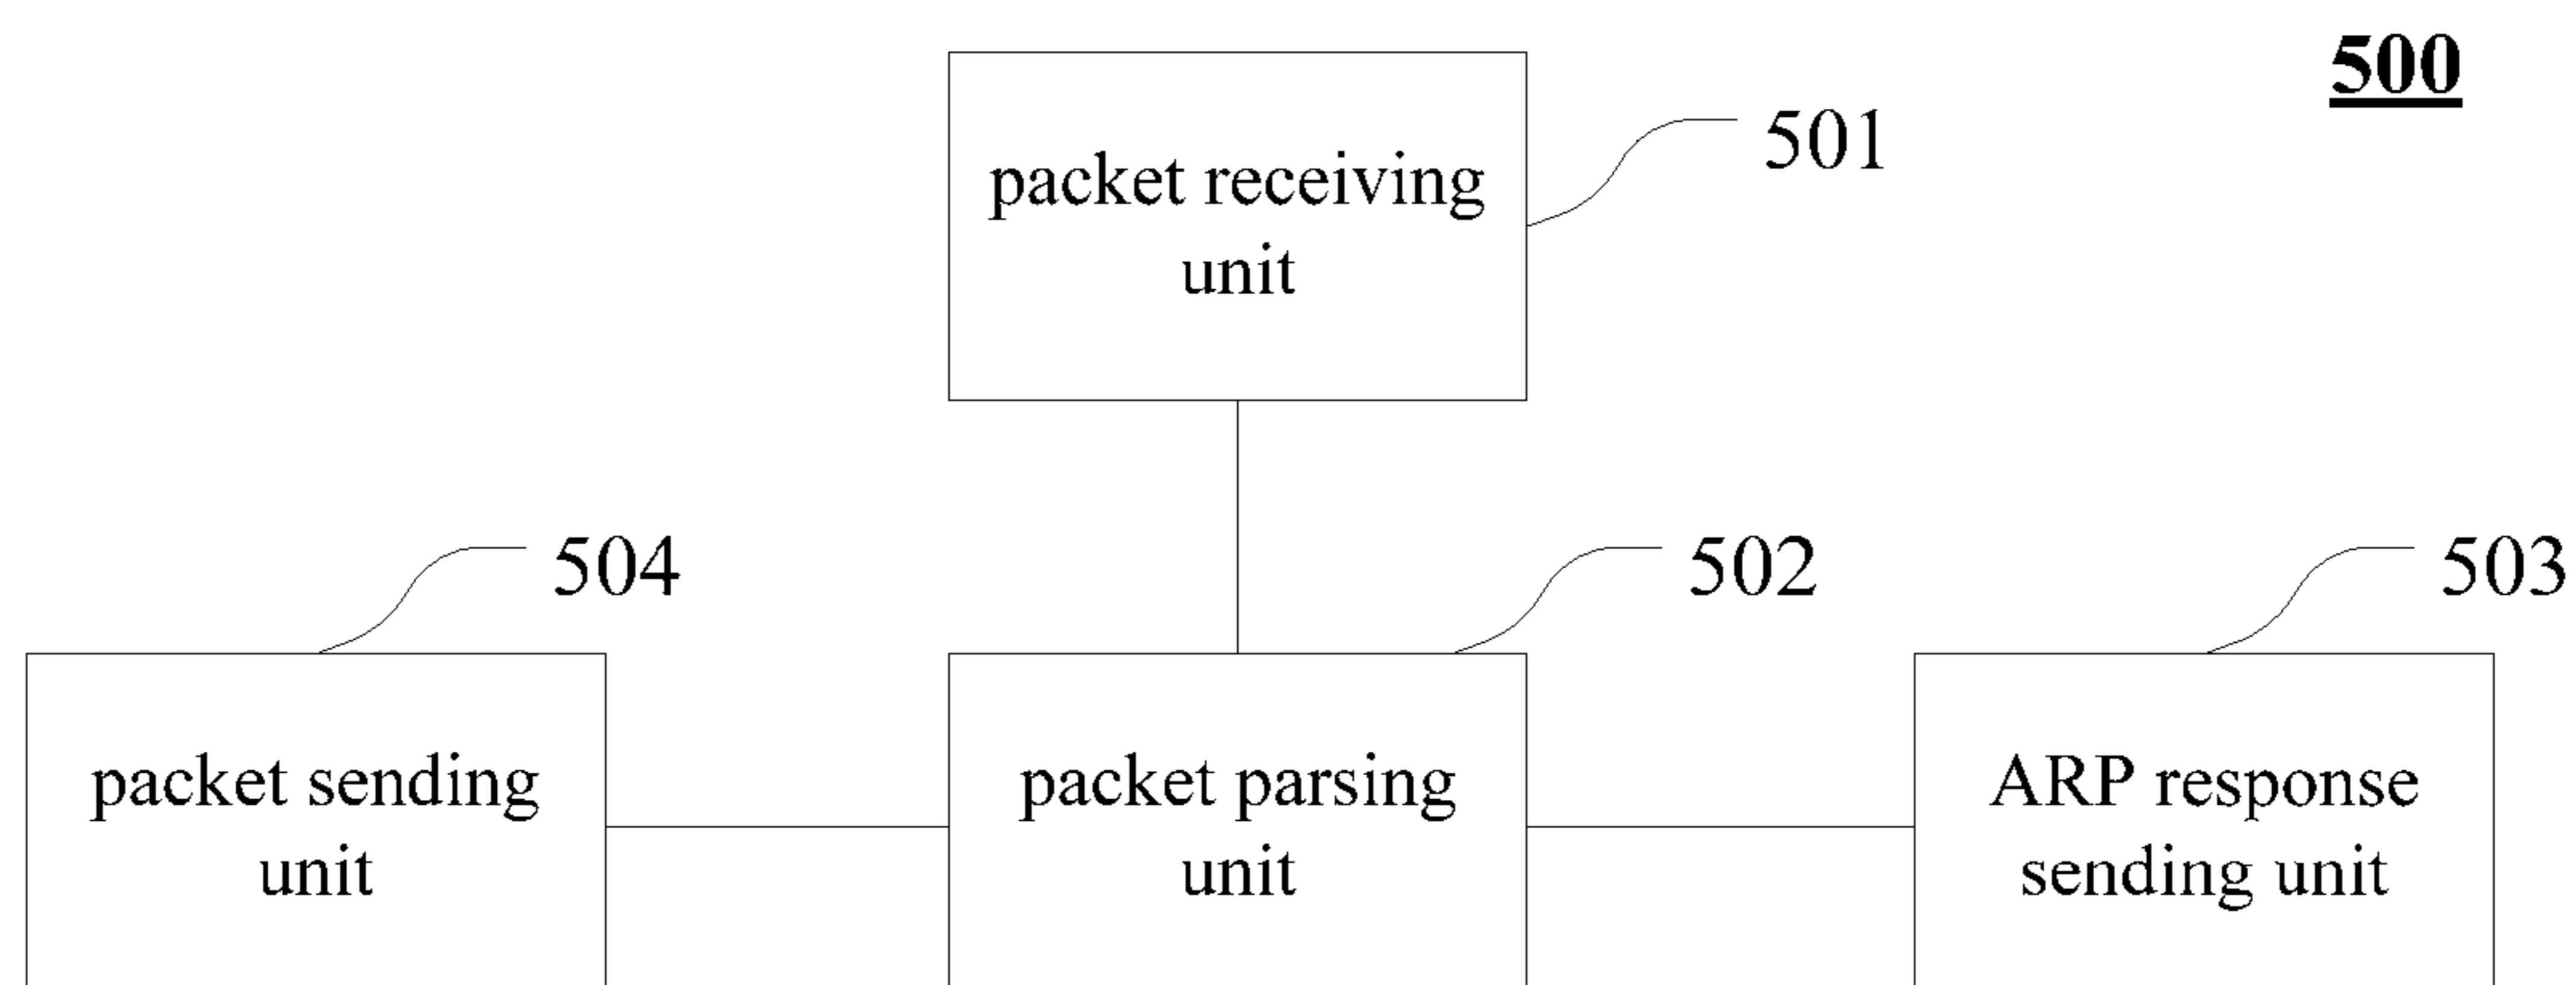 500
501
packet receiving
unit
504
502
503
packet sending
unit
packet parsing
unit
ARP response
sending unit